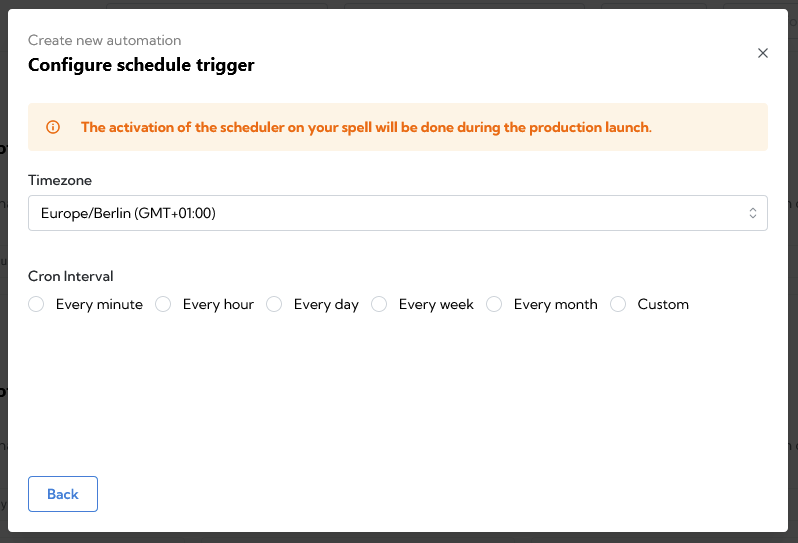 Create new automation
Configure schedule trigger
The activation of the scheduler on your spell will be done during the production launch.
Timezone
Europe/Berlin (GMT+01:00)
Cron Interval
Every minute Every hour Every day Every week Every month Custom
Back